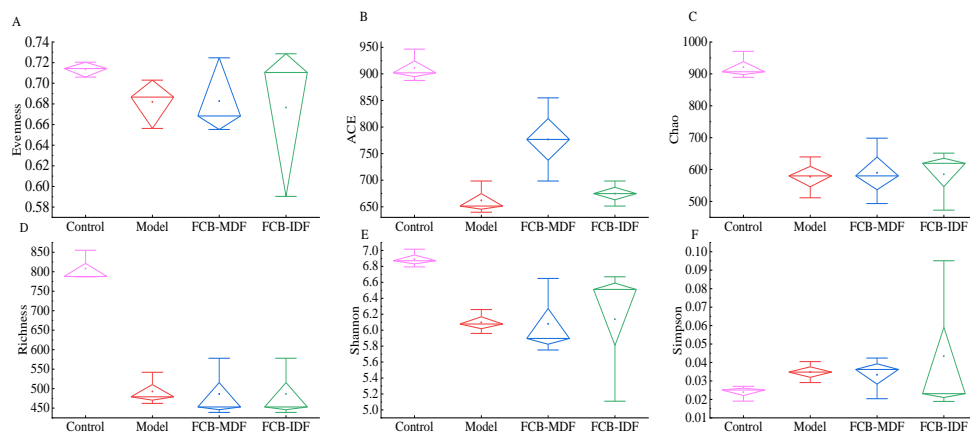 A
B
C
Evenness
0.74
0.72
0.70
0.68
0.66
0.64
0.62
0.60
0.58
Control Model FCB-MDF FCB-IDF
ACE
950
900
850
800
750
700
650
Control Model FCB-MDF FCB-IDF
Chao
1000
900
800
700
600
500
Control Model FCB-MDF FCB-IDF
D
E
F
Richness
850
800
750
700
650
600
550
500
450
Control Model FCB-MDF FCB-IDF
Shannon
7.0
6.8
6.6
6.4
6.2
6.0
5.8
5.6
5.4
5.2
5.0
Control Model FCB-MDF FCB-IDF
Simpson
0.10
0.09
0.08
0.07
0.06
0.05
0.04
0.03
0.02
0.01
Control Model FCB-MDF FCB-IDF